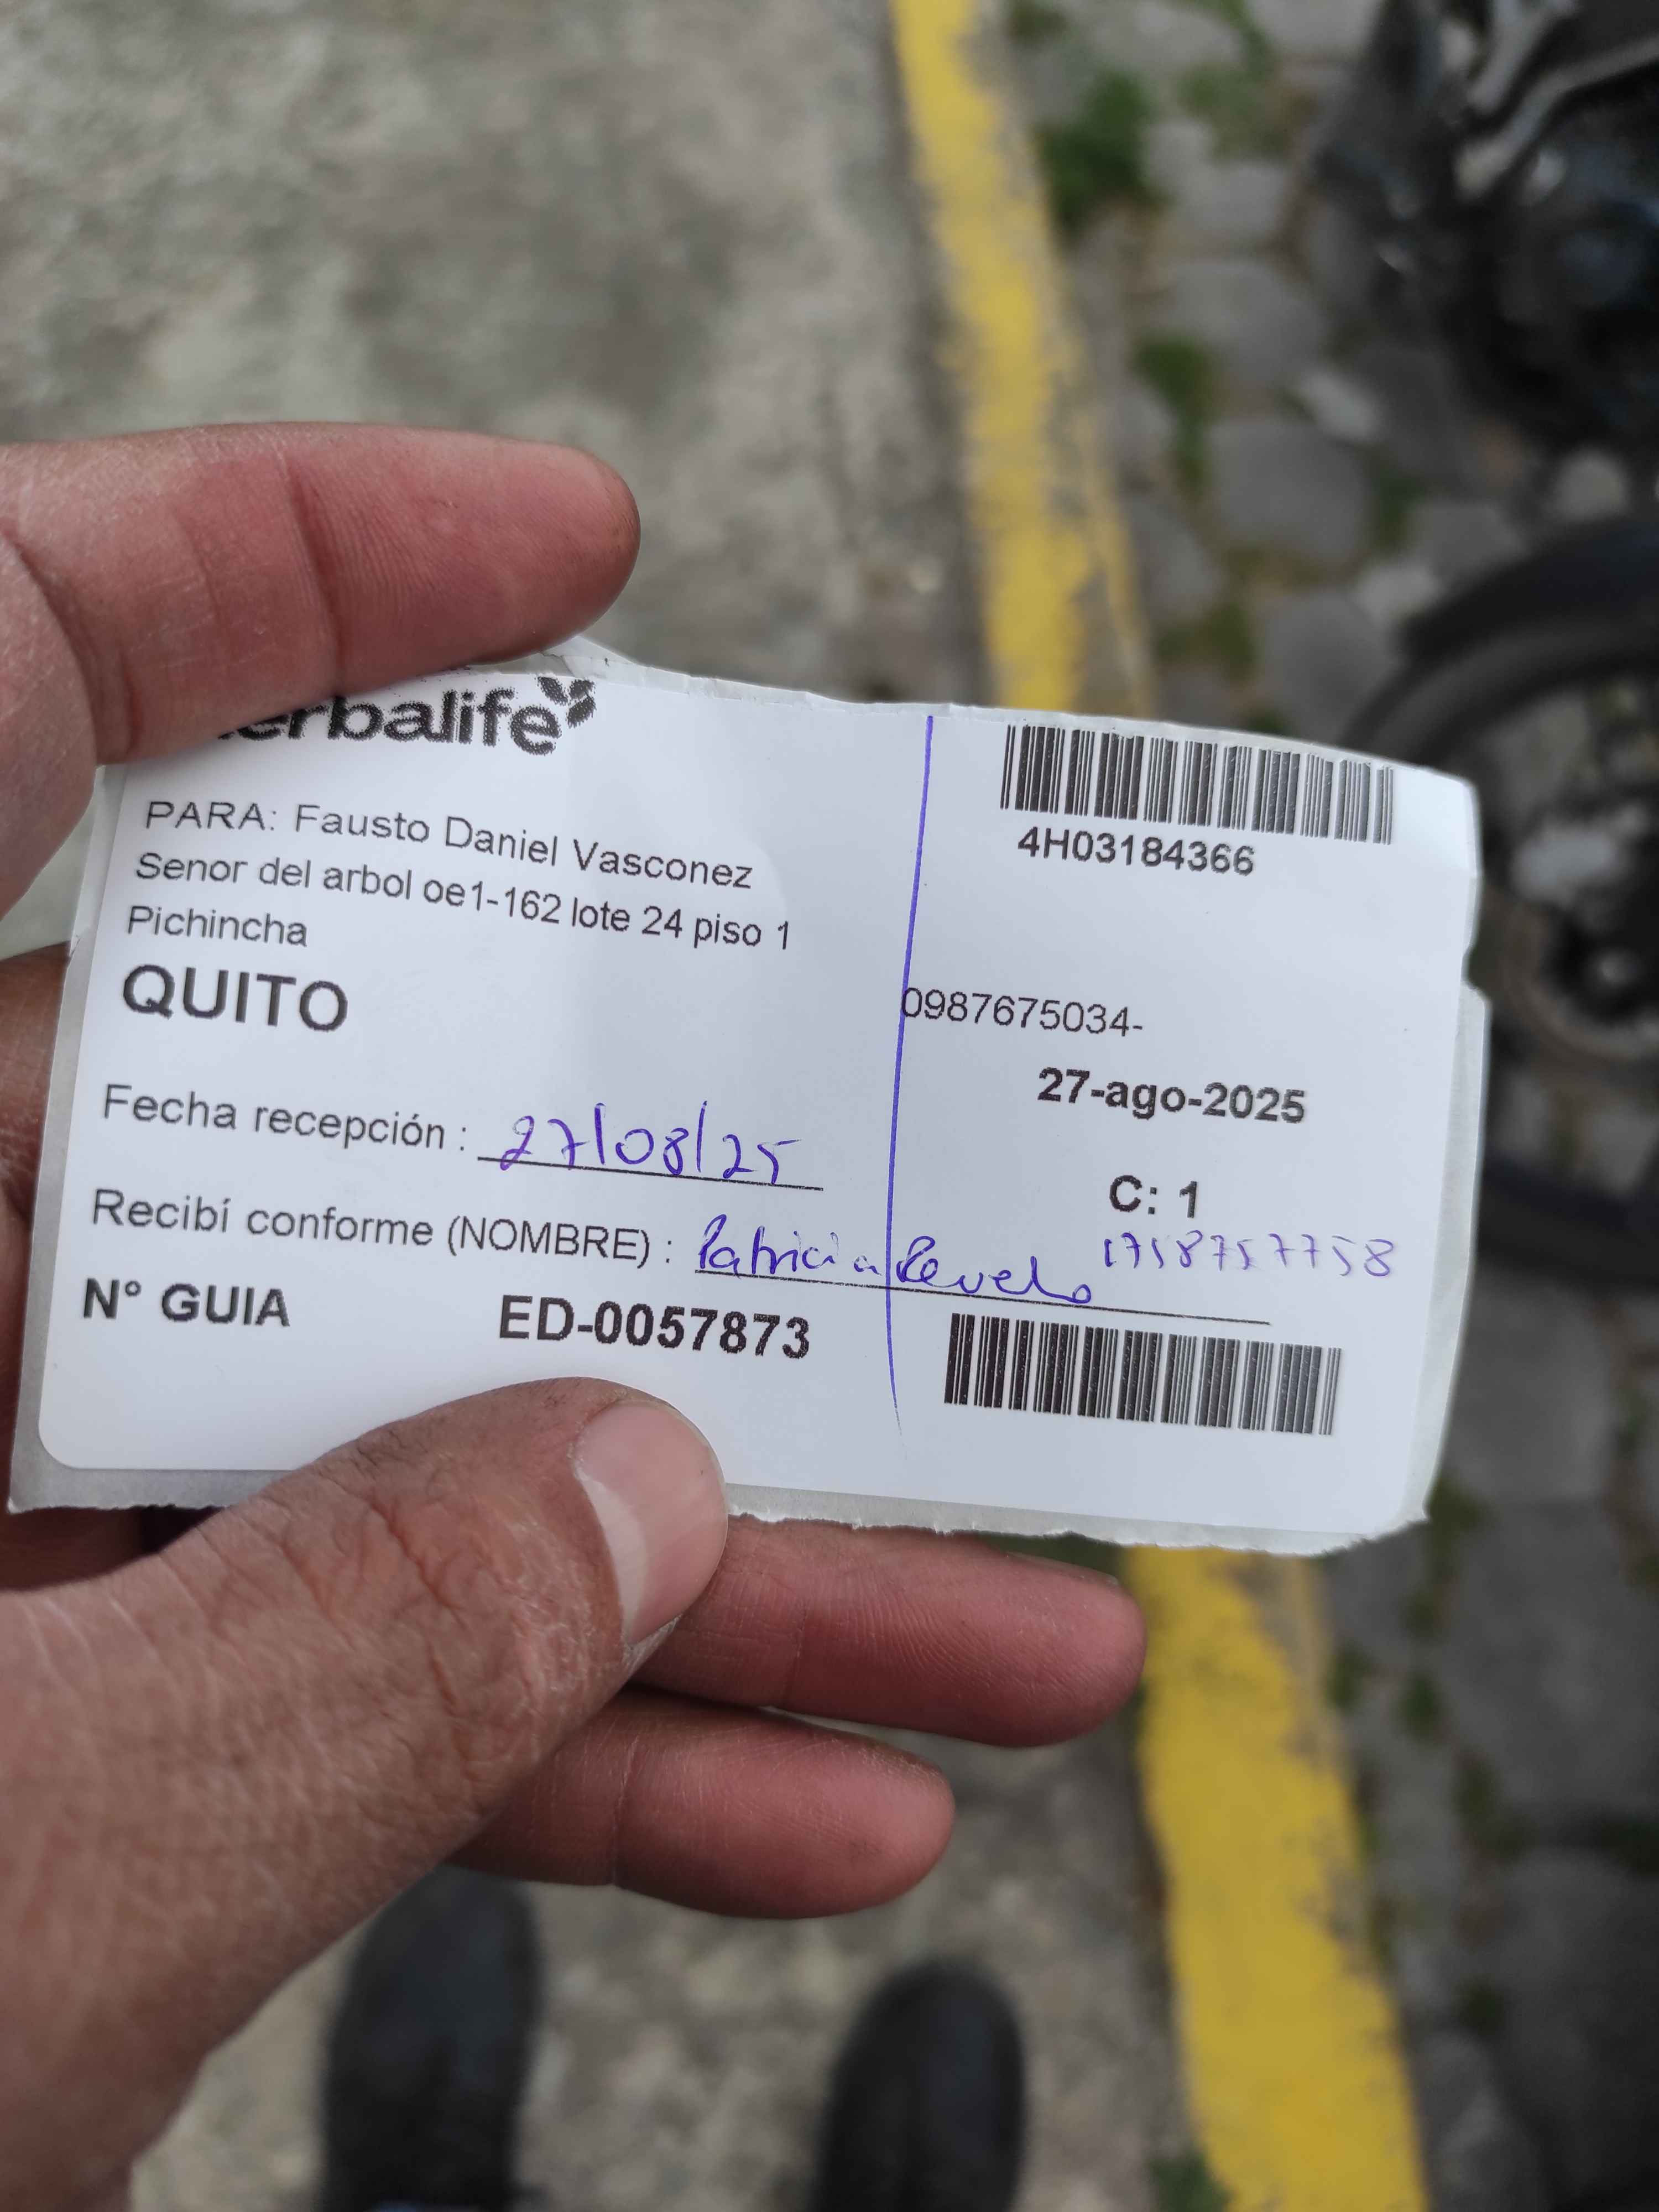 erbalife
4H03184366
PARA: Fausto Daniel Vasconez
Senor del arbol oe1-162 lote 24 piso 1
Pichincha
QUITO
0987675034-
27-ago-2025
Fecha recepción : 27/08/25
C: 1
Recibí conforme (NOMBRE) : Patricia Revelo 1758757758
N° GUIA ED-0057873